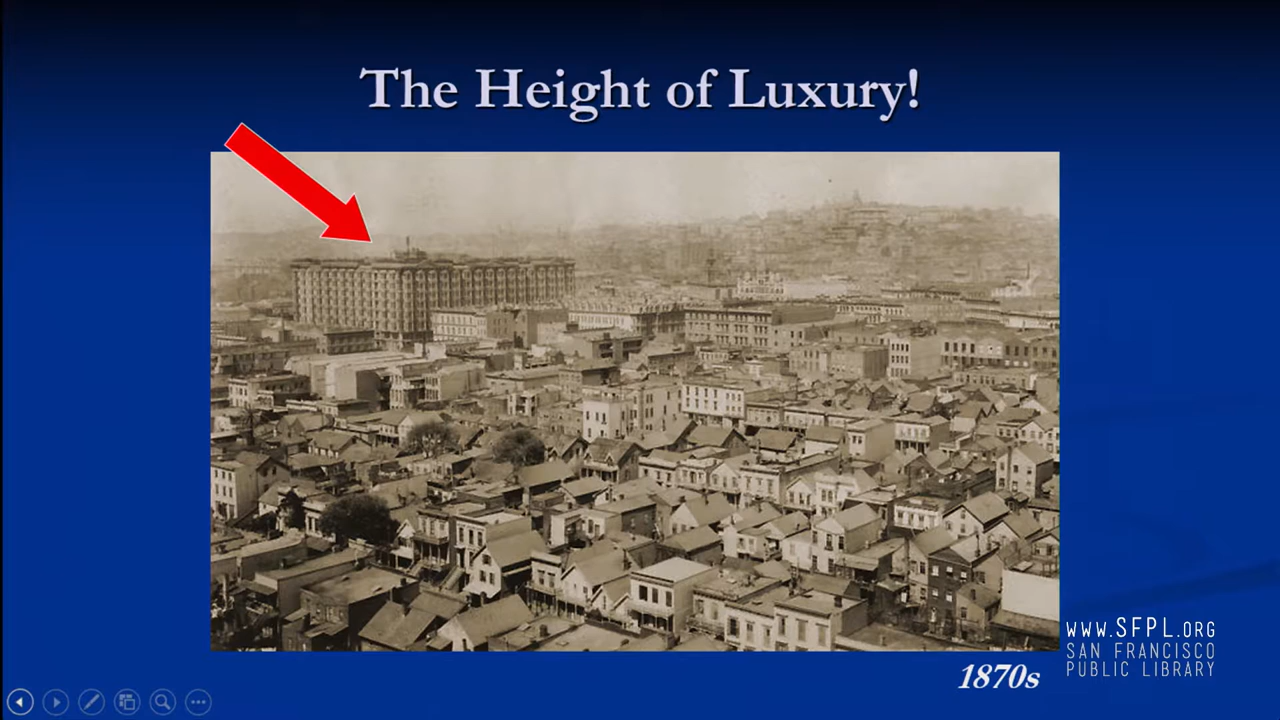 The Height of Luxury!
1870s
WWW.SFPL.ORG
SAN FRANCISCO
PUBLIC LIBRARY